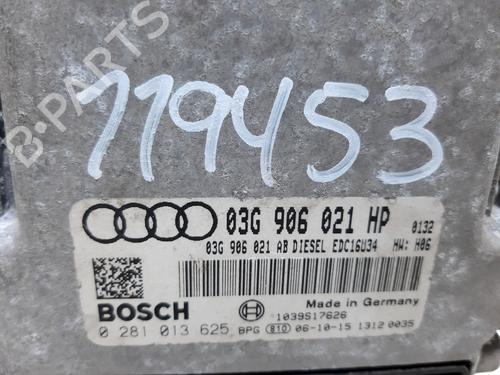 B-PARTS
719453
03G 906 021 HP 0132
03G 906 021 AB DIESEL EDC16U34 HW: H06
BOSCH
Made in Germany
1039S17626
0 281 013 625 BPG 810 06-10-15 1312 0035